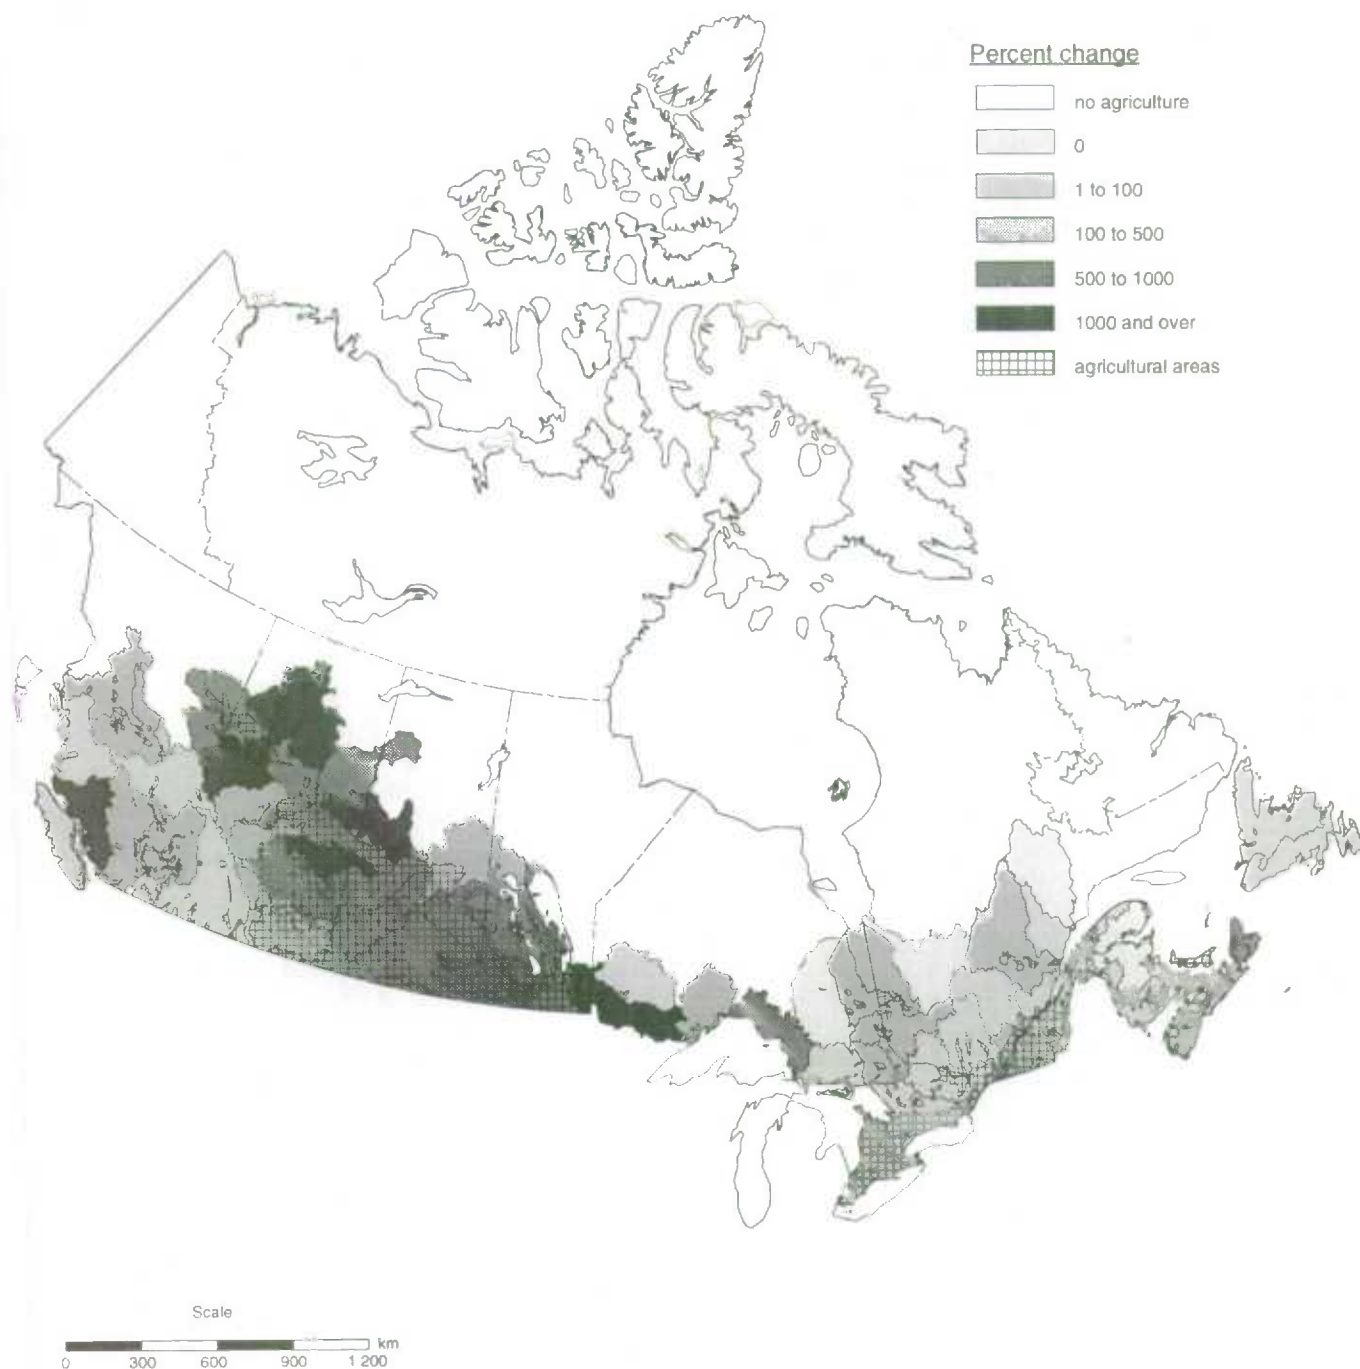 Percent change
no agriculture
0
1 to 100
100 to 500
500 to 1000
1000 and over
agricultural areas
Scale
km
0 300 600 900 1 200